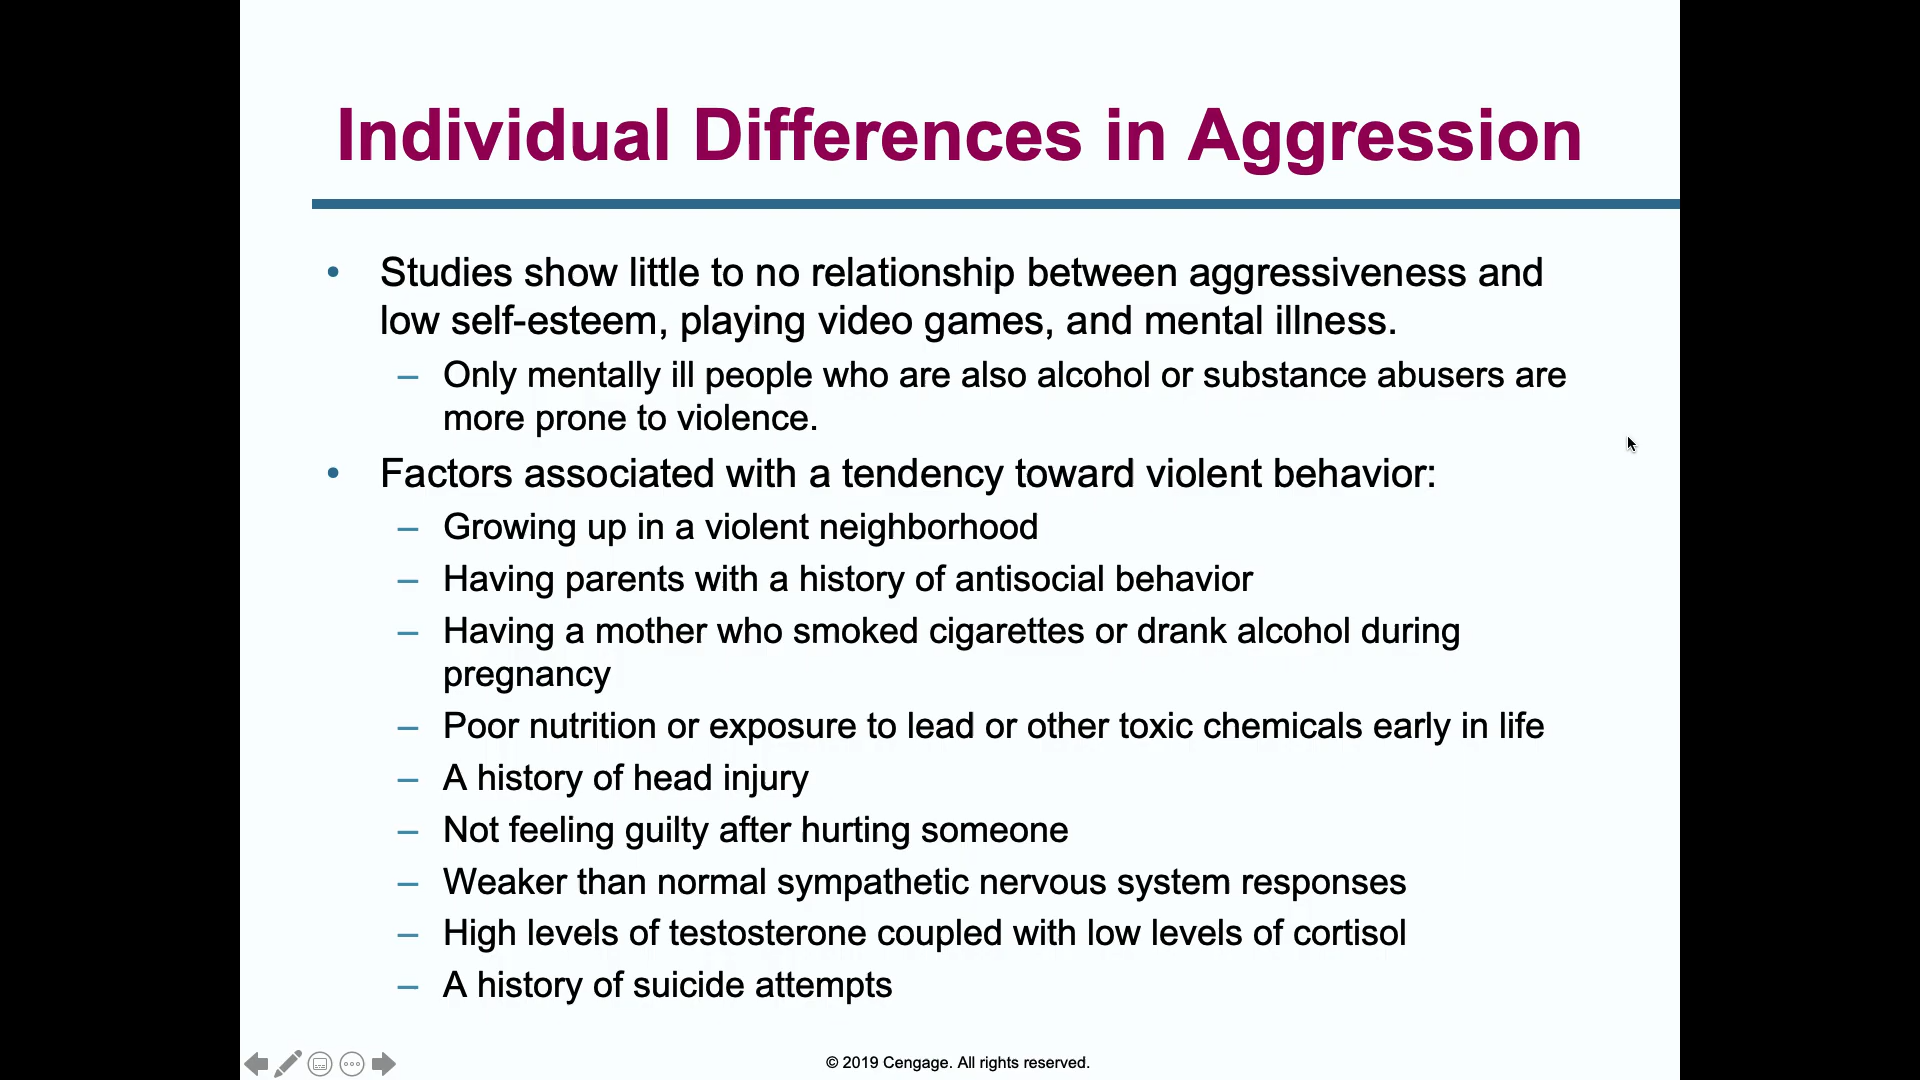 Individual Differences in Aggression
• Studies show little to no relationship between aggressiveness and
low self-esteem, playing video games, and mental illness.
– Only mentally ill people who are also alcohol or substance abusers are
more prone to violence.
• Factors associated with a tendency toward violent behavior:
– Growing up in a violent neighborhood
– Having parents with a history of antisocial behavior
– Having a mother who smoked cigarettes or drank alcohol during
pregnancy
– Poor nutrition or exposure to lead or other toxic chemicals early in life
– A history of head injury
– Not feeling guilty after hurting someone
– Weaker than normal sympathetic nervous system responses
– High levels of testosterone coupled with low levels of cortisol
– A history of suicide attempts
© 2019 Cengage. All rights reserved.